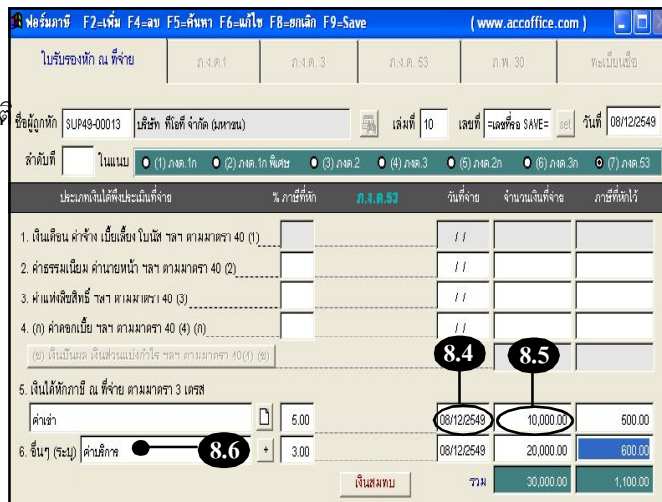 ฟอร์มภาษี F2=เพิ่ม F4=ลบ F5=ค้นหา F6=แก้ไข F8=ยกเลิก F9=Save ( www.accoffice.com )
ใบรับรองหัก ณ ที่จ่าย ภ.ง.ด.1 ภ.ง.ด. 3 ภ.ง.ด. 53 ภ.พ. 30 ทะเบียนชื่อ
ชื่อผู้ถูกหัก SUP49-00013 บริษัท ทีโอที จำกัด (มหาชน) เล่มที่ 10 เลขที่ =เลขที่รอ SAVE= set วันที่ 08/12/2549
ลำดับที่ ในแบบ (1) ภงด.1ก (2) ภงด.1ก พิเศษ (3) ภงด.2 (4) ภงด.3 (5) ภงด.2ก (6) ภงด.3ก (7) ภงด.53
ประเภทเงินได้พึงประเมินที่จ่าย % ภาษีที่หัก ภ.ง.ด.53 วันที่จ่าย จำนวนเงินที่จ่าย ภาษีที่หักไว้
1. เงินเดือน ค่าจ้าง เบี้ยเลี้ยง โบนัส ฯลฯ ตามมาตรา 40 (1) / /
2. ค่าธรรมเนียม ค่านายหน้า ฯลฯ ตามมาตรา 40 (2) / /
3. ค่าแห่งลิขสิทธิ์ ฯลฯ ตามมาตรา 40 (3) / /
4. (ก) ค่าดอกเบี้ย ฯลฯ ตามมาตรา 40 (4) (ก) / /
(ข) เงินปันผล เงินส่วนแบ่งกำไร ฯลฯ ตามมาตรา 40(4) (ข) 8.4 8.5
5. เงินได้หักภาษี ณ ที่จ่าย ตามมาตรา 3 เตรส
ค่าเช่า 5.00 08/12/2549 10,000.00 500.00
6. อื่นๆ (ระบุ) ค่าบริการ 8.6 + 3.00 08/12/2549 20,000.00 600.00
เงินสมทบ รวม 30,000.00 1,100.00